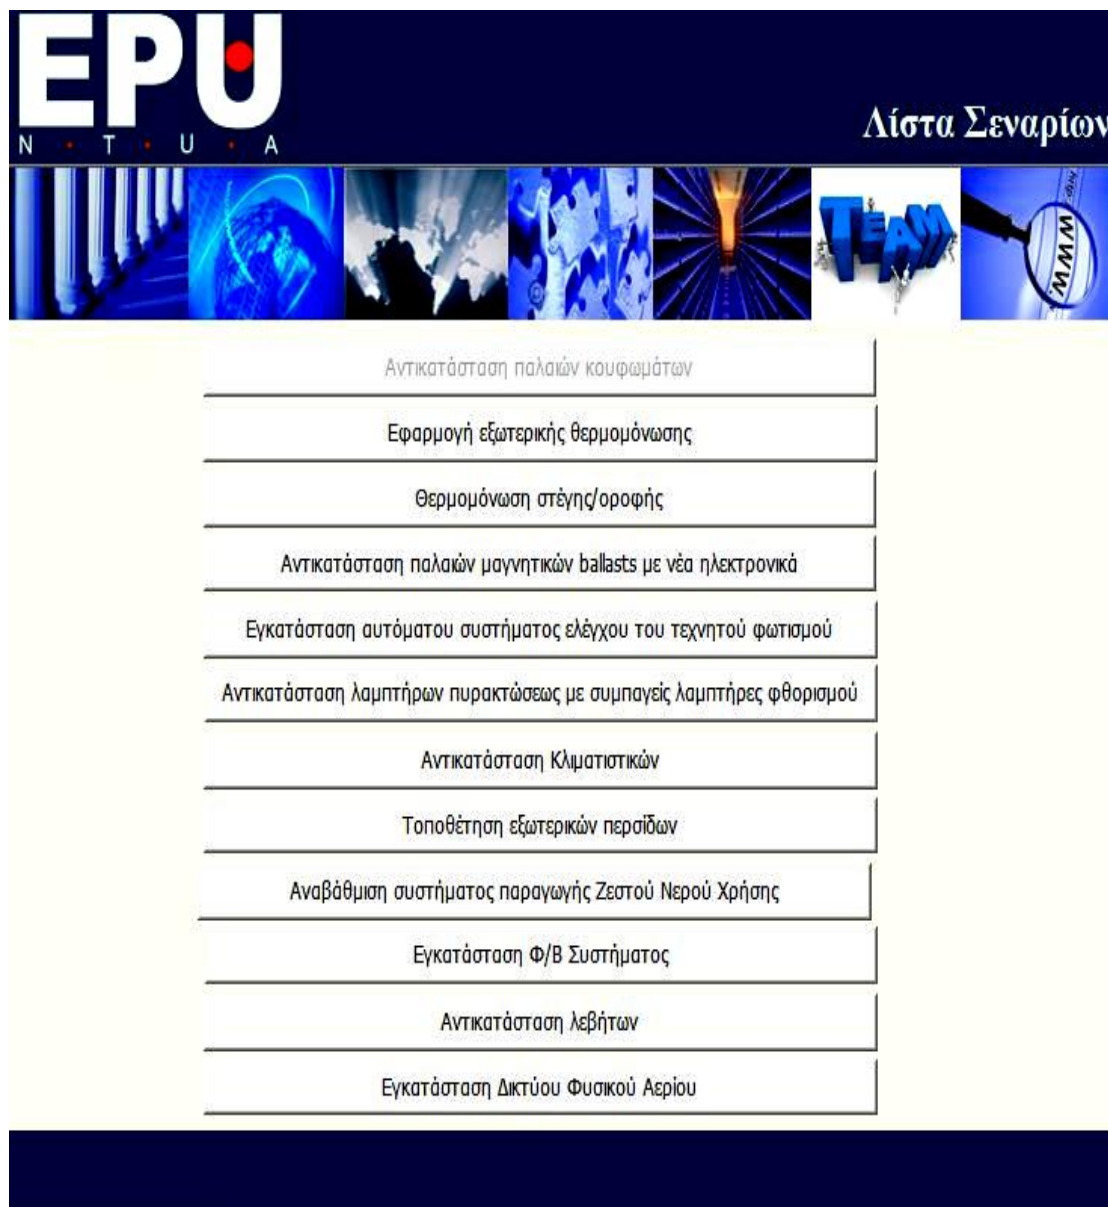 EPU
N · T · U · A
Λίστα Σεναρίων
TEAM
http:
WWW.
Αντικατάσταση παλαιών κουφωμάτων
Εφαρμογή εξωτερικής θερμομόνωσης
Θερμομόνωση στέγης/οροφής
Αντικατάσταση παλαιών μαγνητικών ballasts με νέα ηλεκτρονικά
Εγκατάσταση αυτόματου συστήματος ελέγχου του τεχνητού φωτισμού
Αντικατάσταση λαμπτήρων πυρακτώσεως με συμπαγείς λαμπτήρες φθορισμού
Αντικατάσταση Κλιματιστικών
Τοποθέτηση εξωτερικών περσίδων
Αναβάθμιση συστήματος παραγωγής Ζεστού Νερού Χρήσης
Εγκατάσταση Φ/Β Συστήματος
Αντικατάσταση λεβήτων
Εγκατάσταση Δικτύου Φυσικού Αερίου